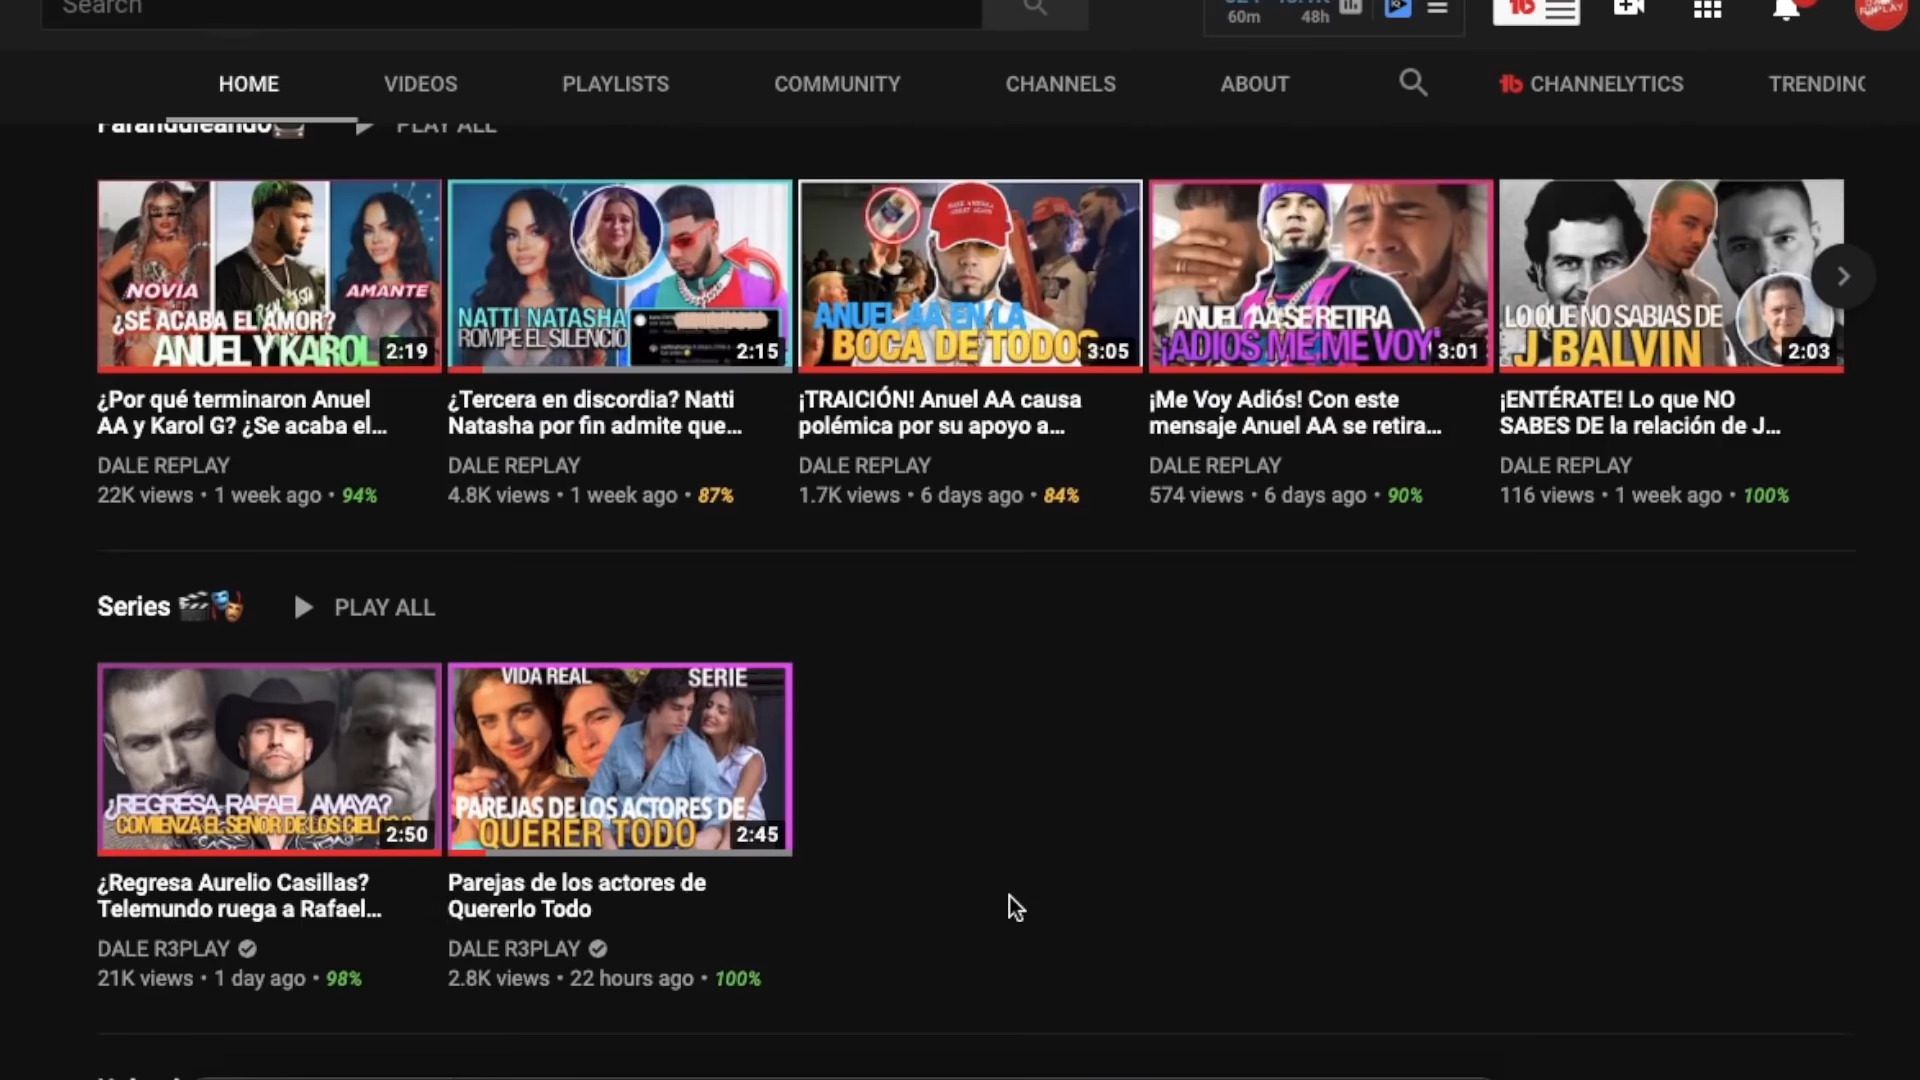 Search
60m 48h
HOME VIDEOS PLAYLISTS COMMUNITY CHANNELS ABOUT CHANNELYTICS TRENDING
Faranduleando PLAY ALL
NOVIA AMANTE
¿SE ACABA EL AMOR?
ANUEL Y KAROL
2:19
NATTI NATASHA
ROMPE EL SILENCIO
2:15
ANUEL AA EN LA
BOCA DE TODOS
3:05
ANUEL AA SE RETIRA
¡ADIOS ME,ME VOY'
3:01
LO QUE NO SABIAS DE
J BALVIN
2:03
¿Por qué terminaron Anuel
AA y Karol G? ¿Se acaba el...
DALE REPLAY
22K views • 1 week ago • 94%
¿Tercera en discordia? Natti
Natasha por fin admite que...
DALE REPLAY
4.8K views • 1 week ago • 87%
¡TRAICIÓN! Anuel AA causa
polémica por su apoyo a...
DALE REPLAY
1.7K views • 6 days ago • 84%
¡Me Voy Adiós! Con este
mensaje Anuel AA se retira...
DALE REPLAY
574 views • 6 days ago • 90%
¡ENTÉRATE! Lo que NO
SABES DE la relación de J...
DALE REPLAY
116 views • 1 week ago • 100%
Series PLAY ALL
¿REGRESA RAFAEL AMAYA?
COMIENZA EL SEÑOR DE LOS CIELOS
2:50
VIDA REAL SERIE
PAREJAS DE LOS ACTORES DE
QUERER TODO
2:45
¿Regresa Aurelio Casillas?
Telemundo ruega a Rafael...
DALE R3PLAY
21K views • 1 day ago • 98%
Parejas de los actores de
Quererlo Todo
DALE R3PLAY
2.8K views • 22 hours ago • 100%